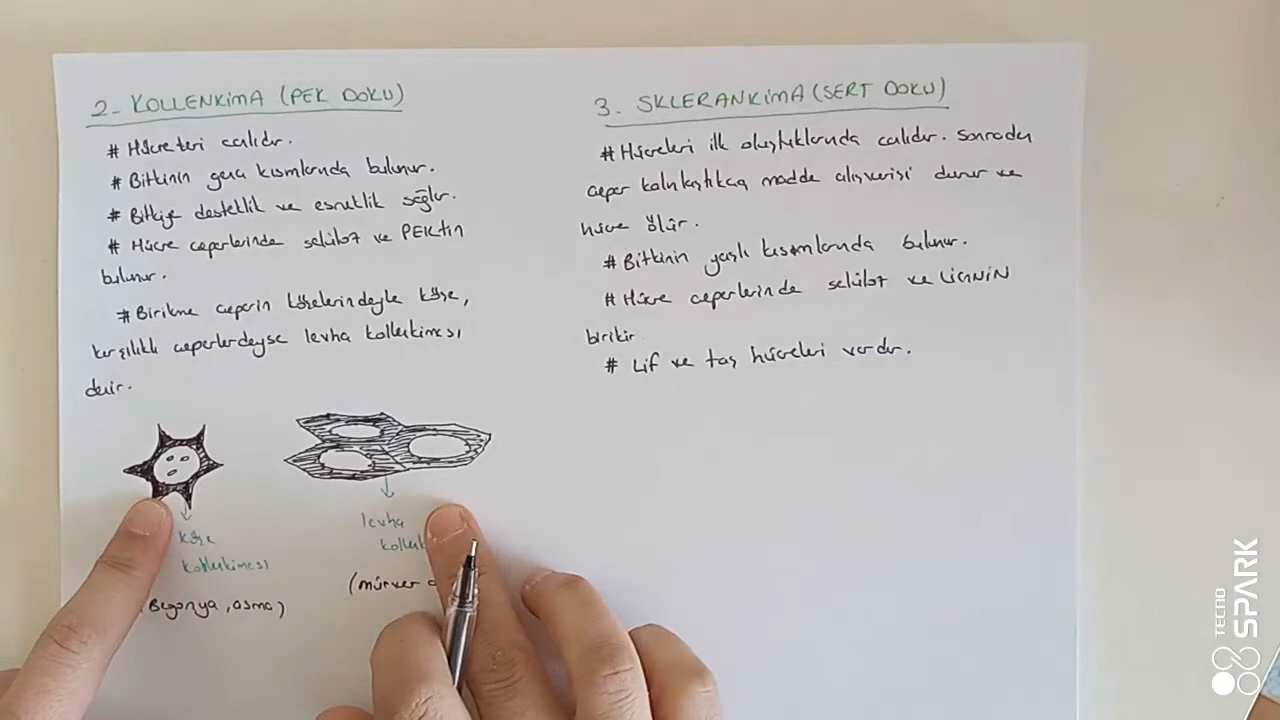 2- KOLLENKİMA (PEK DOKU)
# Hücreleri canlıdır.
# Bitkinin genç kısımlarında bulunur.
# Bitkiye desteklik ve esneklik sağlar.
# Hücre çeperlerinde selüloz ve PEKtin
bulunur.
# Birikme çeperin köşelerindeyle köşe,
karşılıklı çeperlerdeyse levha kollenkiması
denir.
köşe
kollenkiması
(Begonya, asma)
levha
(mürver
3- SKLERANKİMA (SERT DOKU)
# Hücreleri ilk oluştuklarında canlıdır. Sonradan
çeper kalınlaştıkça madde alışverişi durur ve
hücre ölür.
# Bitkinin yaşlı kısımlarında bulunur.
# Hücre çeperlerinde selüloz ve LİGNİN
birikir
# Lif ve taş hücreleri vardır.
TECNO
SPARK